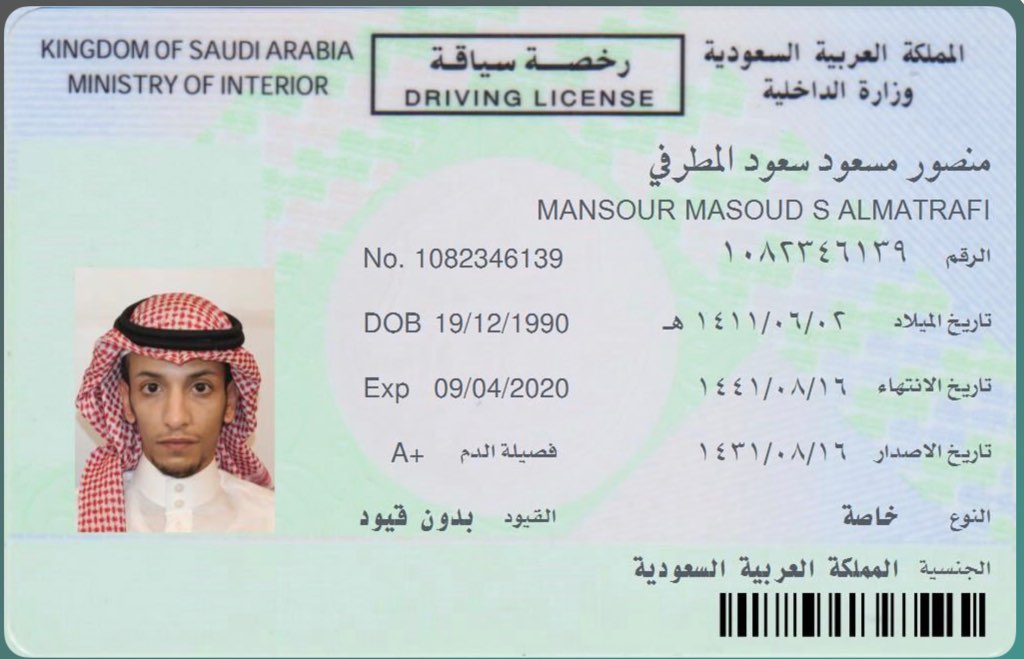 KINGDOM OF SAUDI ARABIA
MINISTRY OF INTERIOR
رخصة سياقة
DRIVING LICENSE
المملكة العربية السعودية
وزارة الداخلية
منصور مسعود سعود المطرفي
MANSOUR MASOUD S ALMATRAFI
No. 1082346139
الرقم ١٠٨٢٣٤٦١٣٩
DOB 19/12/1990
تاريخ الميلاد ١٤١١/٠٦/٠٢ هـ
Exp 09/04/2020
تاريخ الانتهاء ١٤٤١/٠٨/١٦
فصيلة الدم A+
تاريخ الاصدار ١٤٣١/٠٨/١٦
النوع خاصة
القيود بدون قيود
الجنسية المملكة العربية السعودية